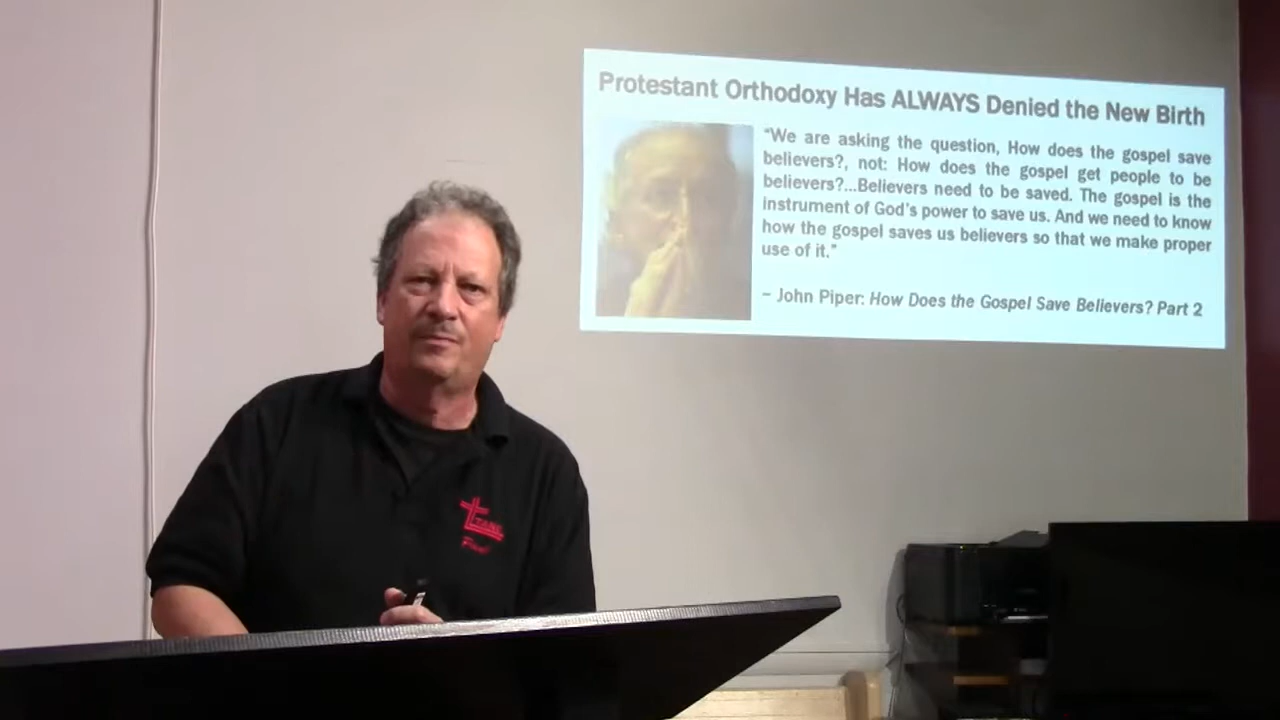 Protestant Orthodoxy Has ALWAYS Denied the New Birth
"We are asking the question, How does the gospel save
believers?, not: How does the gospel get people to be
believers?...Believers need to be saved. The gospel is the
instrument of God's power to save us. And we need to know
how the gospel saves us believers so that we make proper
use of it."
– John Piper: How Does the Gospel Save Believers? Part 2